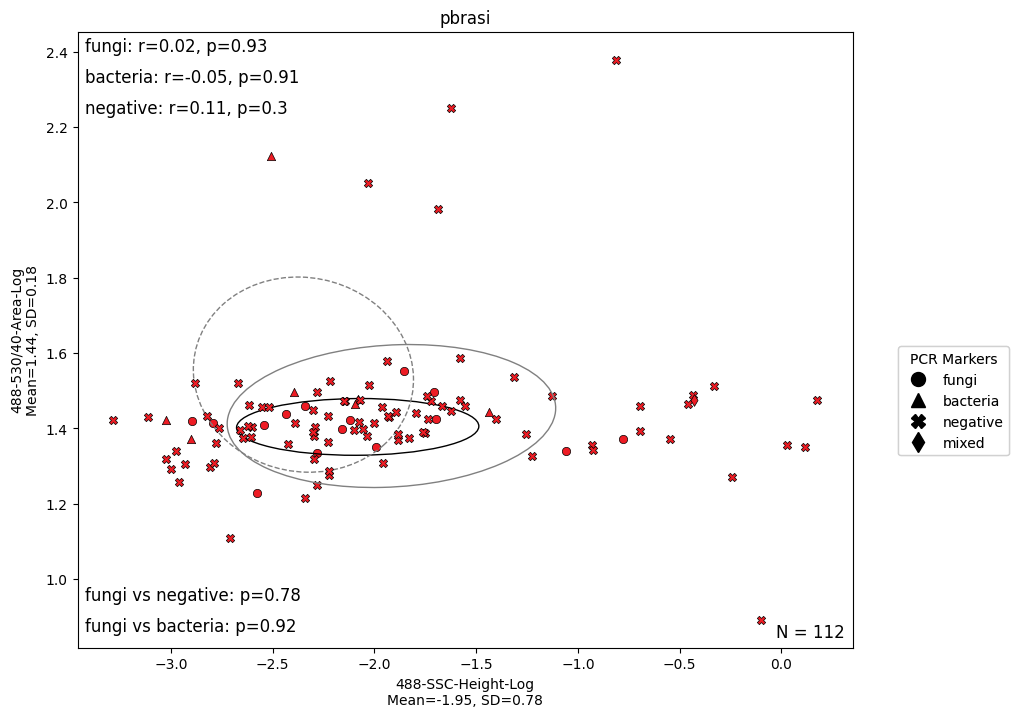 pbrasi
fungi: r=0.02, p=0.93
bacteria: r=-0.05, p=0.91
negative: r=0.11, p=0.3
2.4
2.2
2.0
1.8
1.6
1.4
1.2
1.0
488-530/40-Area-Log
Mean=1.44, SD=0.18
PCR Markers
fungi
bacteria
negative
mixed
fungi vs negative: p=0.78
fungi vs bacteria: p=0.92
N = 112
−3.0 −2.5 −2.0 −1.5 −1.0 −0.5 0.0
488-SSC-Height-Log
Mean=-1.95, SD=0.78